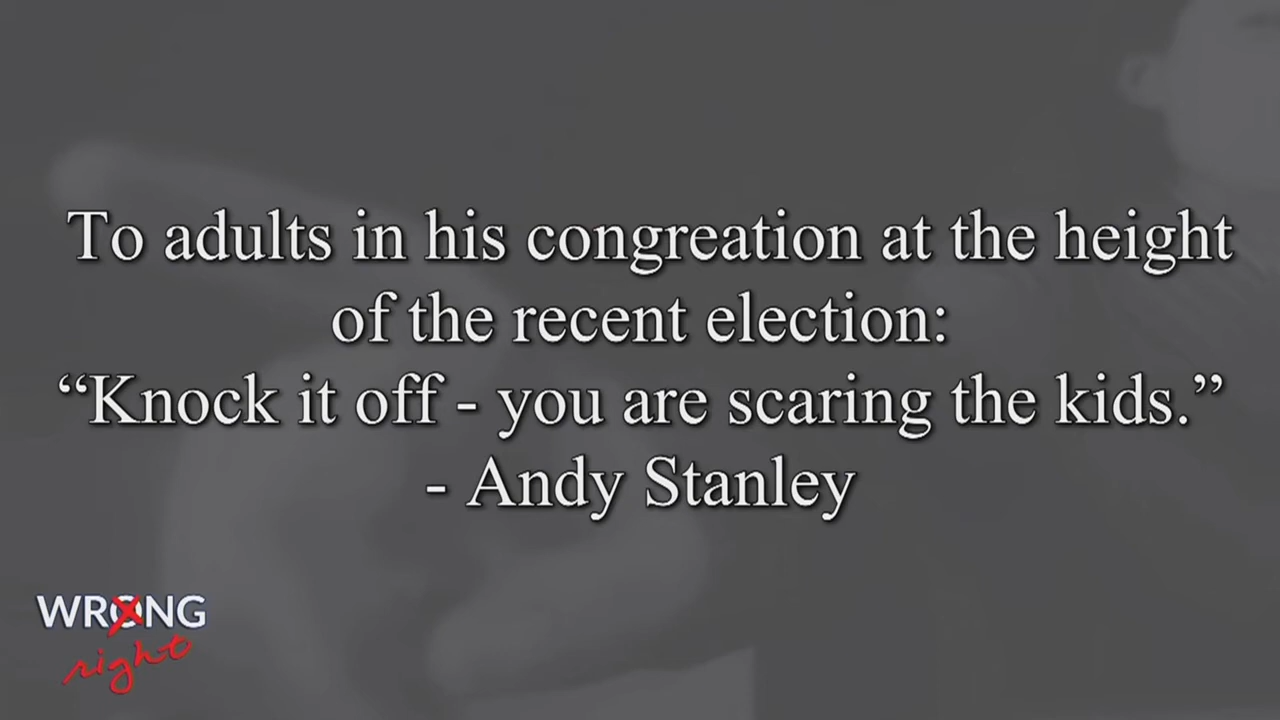 To adults in his congreation at the height
of the recent election:
“Knock it off - you are scaring the kids.”
- Andy Stanley
WRONG
right